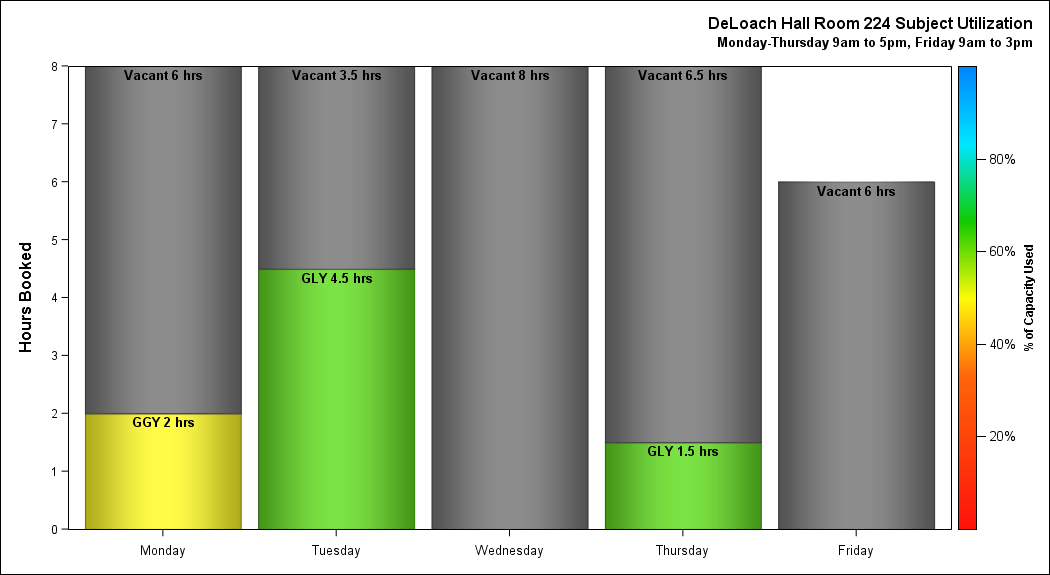 DeLoach Hall Room 224 Subject Utilization
Monday-Thursday 9am to 5pm, Friday 9am to 3pm
Hours Booked
8
7
6
5
4
3
2
1
0
Vacant 6 hrs
GGY 2 hrs
Vacant 3.5 hrs
GLY 4.5 hrs
Vacant 8 hrs
Vacant 6.5 hrs
GLY 1.5 hrs
Vacant 6 hrs
Monday
Tuesday
Wednesday
Thursday
Friday
80%
60%
40%
20%
% of Capacity Used